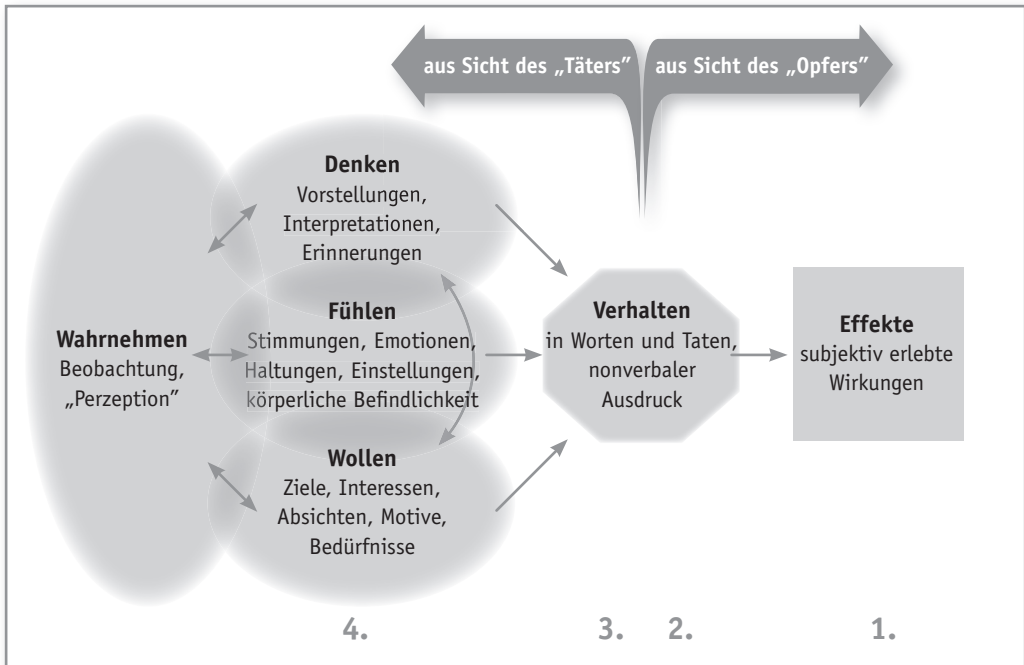 aus Sicht des „Täters”
aus Sicht des „Opfers”
Denken
Vorstellungen,
Interpretationen,
Erinnerungen
Wahrnehmen
Beobachtung,
„Perzeption”
Fühlen
Stimmungen, Emotionen,
Haltungen, Einstellungen,
körperliche Befindlichkeit
Wollen
Ziele, Interessen,
Absichten, Motive,
Bedürfnisse
Verhalten
in Worten und Taten,
nonverbaler
Ausdruck
Effekte
subjektiv erlebte
Wirkungen
4.
3.
2.
1.